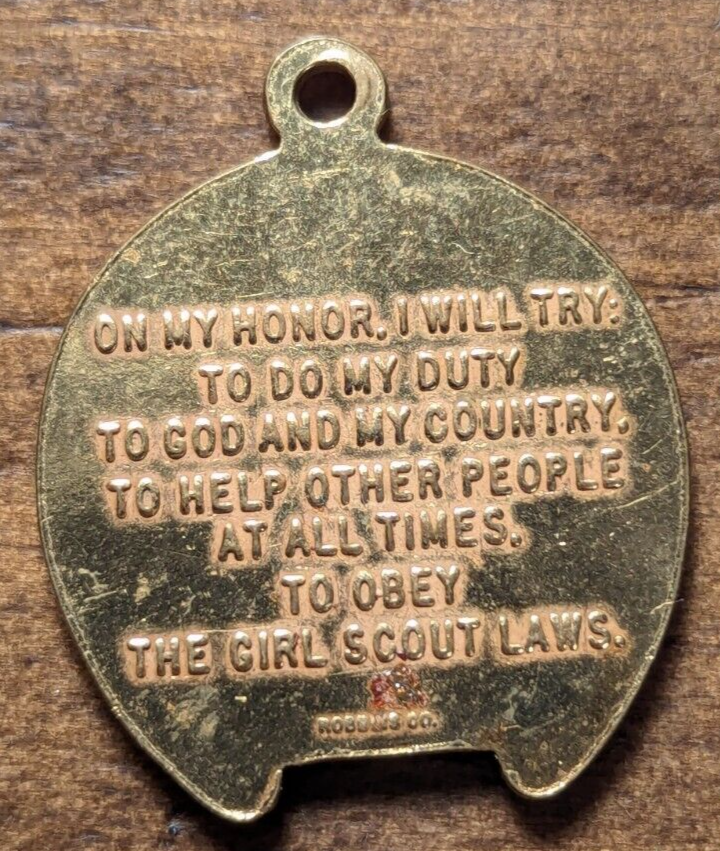 ON MY HONOR, I WILL TRY:
TO DO MY DUTY
TO GOD AND MY COUNTRY,
TO HELP OTHER PEOPLE
AT ALL TIMES,
TO OBEY
THE GIRL SCOUT LAWS.
ROBBINS CO.